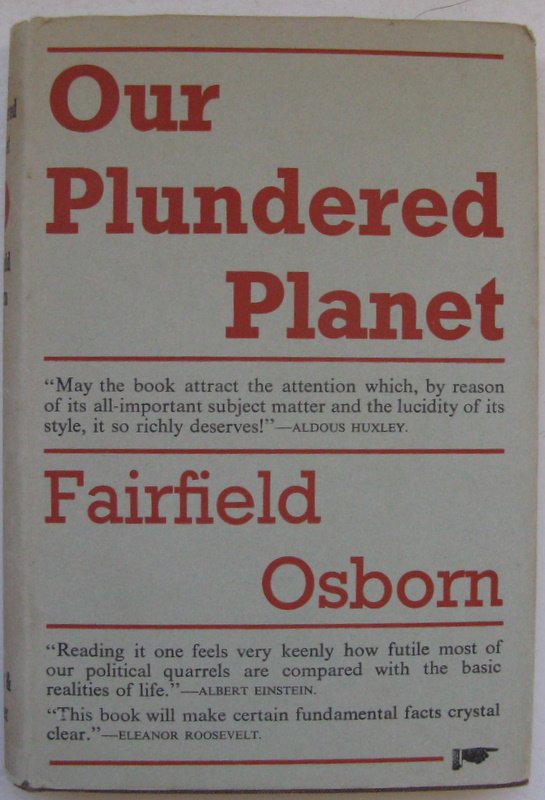 Our
Plundered
Planet
“May the book attract the attention which, by reason
of its all-important subject matter and the lucidity of its
style, it so richly deserves!”—ALDOUS HUXLEY.
Fairfield
Osborn
“Reading it one feels very keenly how futile most of
our political quarrels are compared with the basic
realities of life.”—ALBERT EINSTEIN.
“This book will make certain fundamental facts crystal
clear.”—ELEANOR ROOSEVELT.